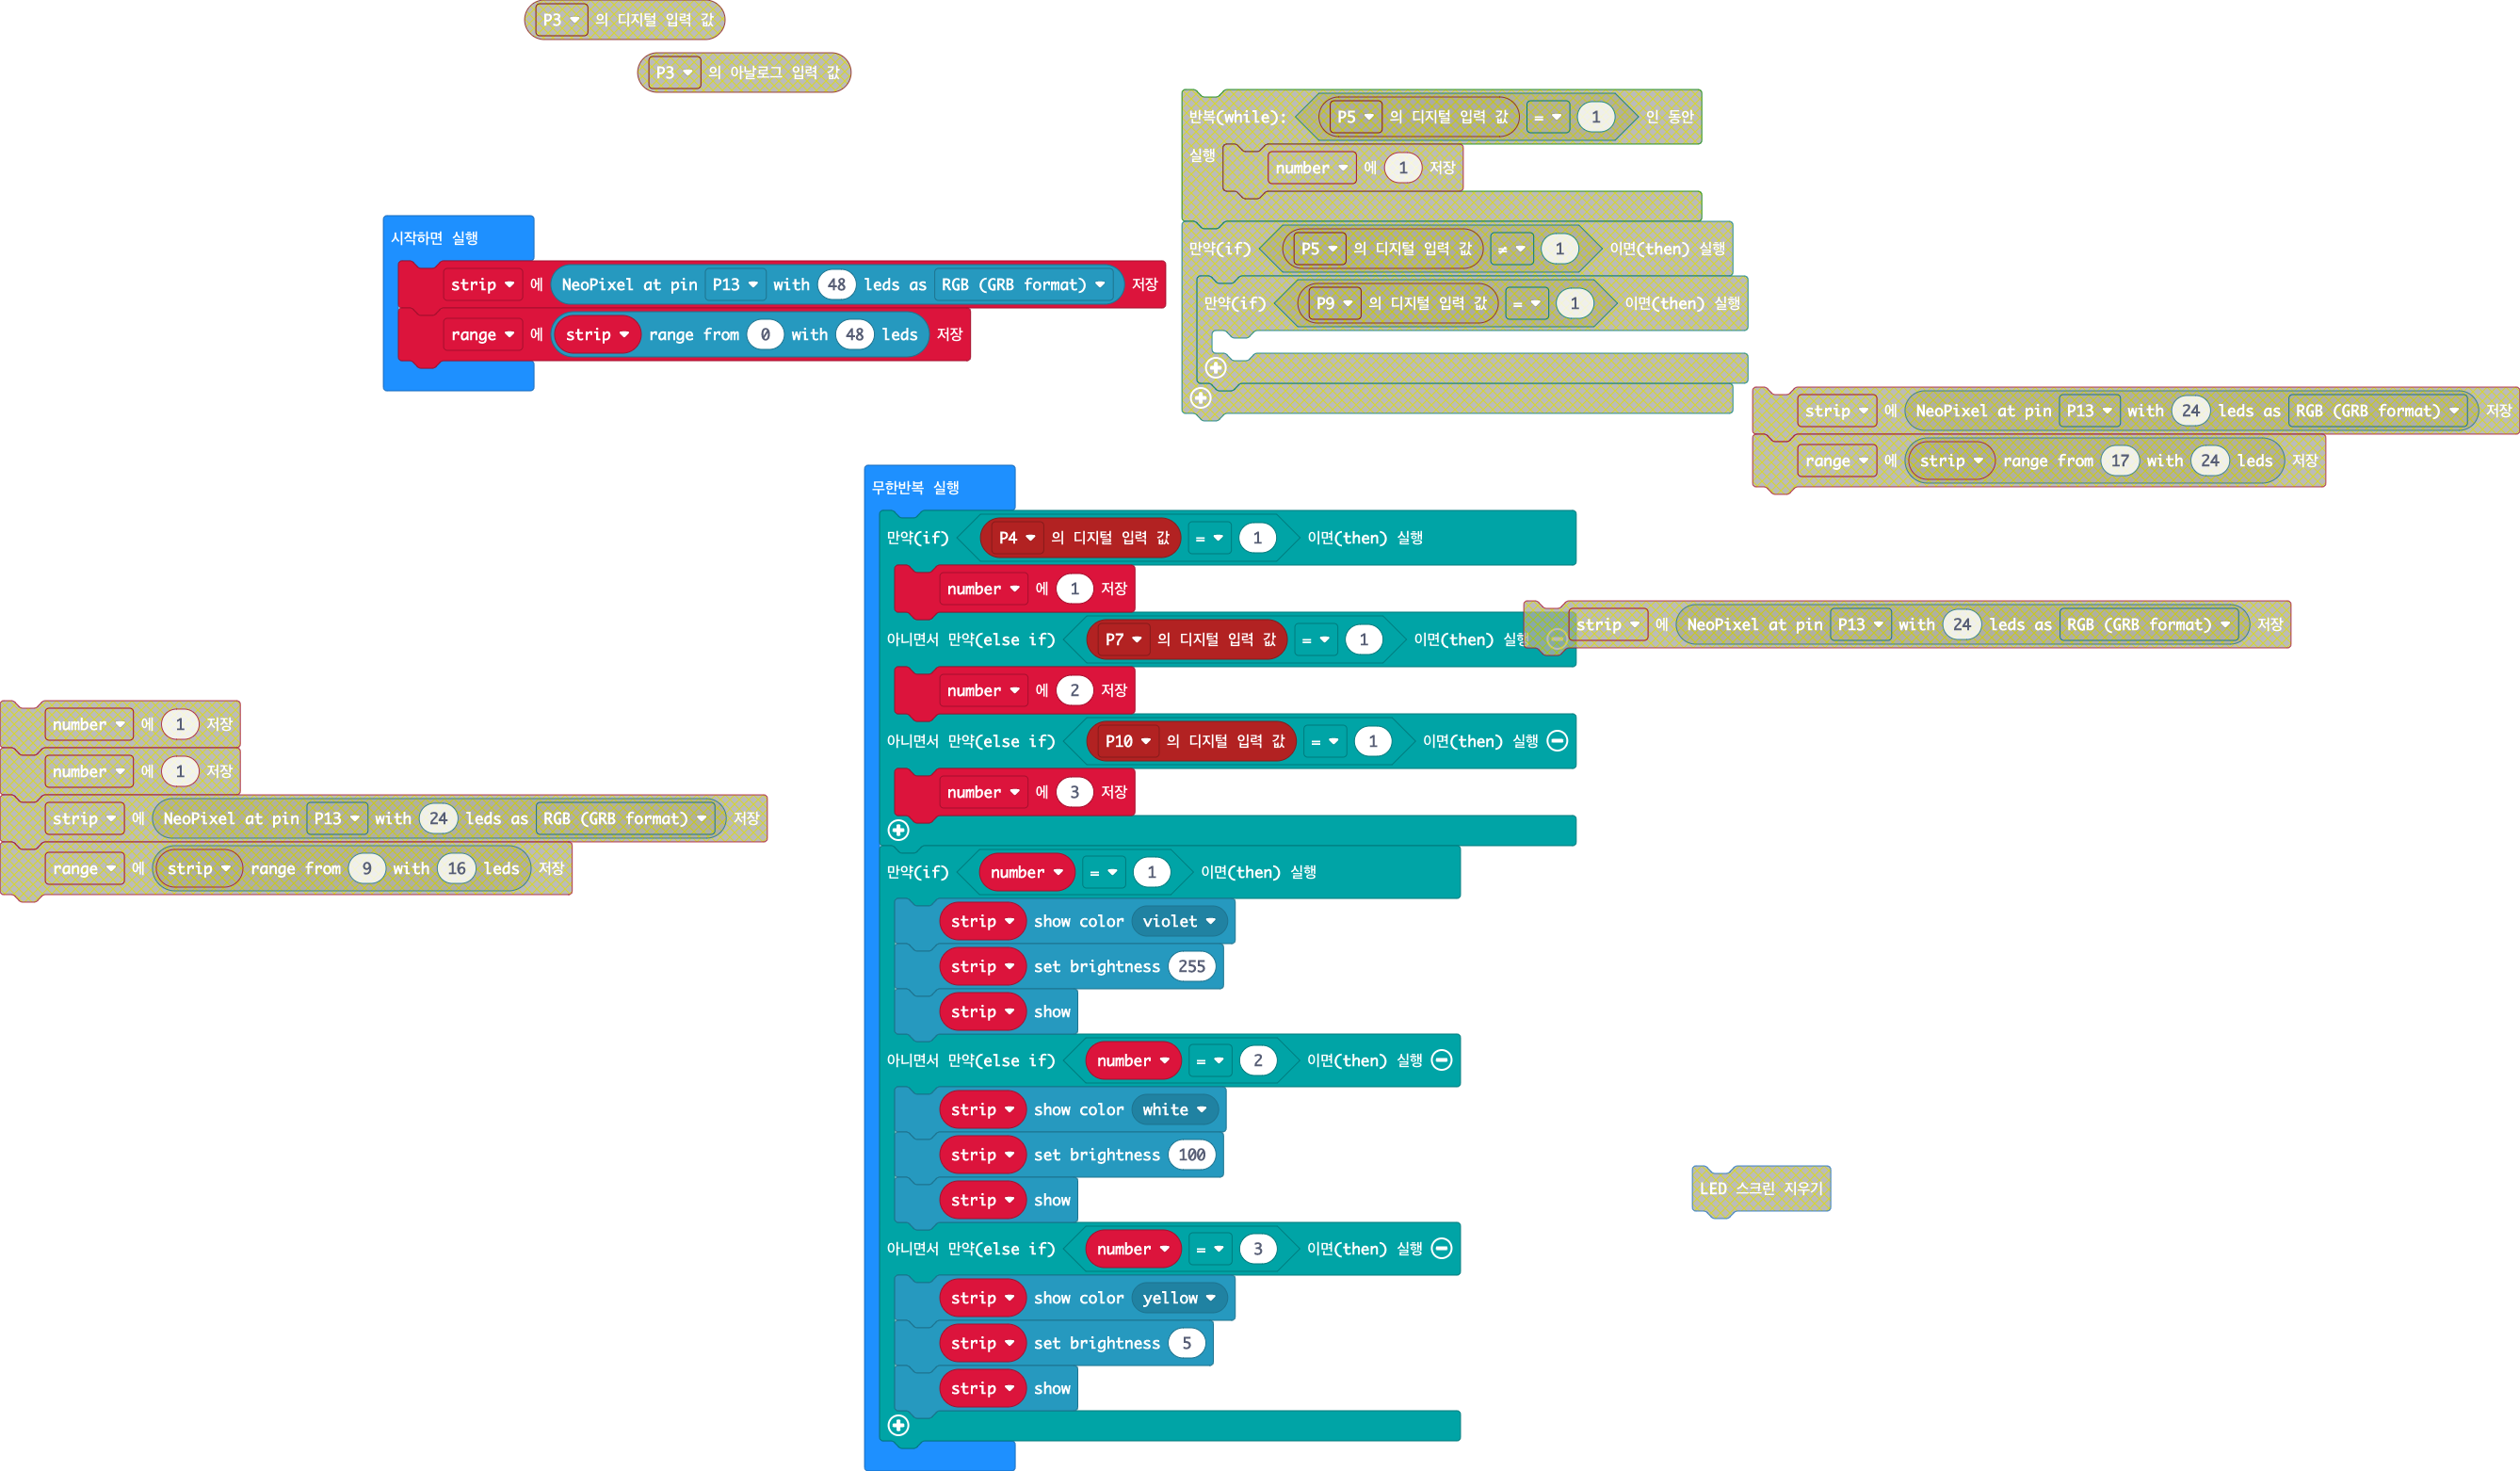 P3 의 디지털 입력 값
P3 의 아날로그 입력 값
반복(while): P5 의 디지털 입력 값 = 1 인 동안
실행 number 에 1 저장
만약(if) P5 의 디지털 입력 값 ≠ 1 이면(then) 실행
만약(if) P9 의 디지털 입력 값 = 1 이면(then) 실행
시작하면 실행
strip 에 NeoPixel at pin P13 with 48 leds as RGB (GRB format) 저장
range 에 strip range from 0 with 48 leds 저장
strip 에 NeoPixel at pin P13 with 24 leds as RGB (GRB format) 저장
range 에 strip range from 17 with 24 leds 저장
무한반복 실행
만약(if) P4 의 디지털 입력 값 = 1 이면(then) 실행
number 에 1 저장
아니면서 만약(else if) P7 의 디지털 입력 값 = 1 이면(then) 실행
number 에 2 저장
아니면서 만약(else if) P10 의 디지털 입력 값 = 1 이면(then) 실행
number 에 3 저장
만약(if) number = 1 이면(then) 실행
strip show color violet
strip set brightness 255
strip show
아니면서 만약(else if) number = 2 이면(then) 실행
strip show color white
strip set brightness 100
strip show
아니면서 만약(else if) number = 3 이면(then) 실행
strip show color yellow
strip set brightness 5
strip show
strip 에 NeoPixel at pin P13 with 24 leds as RGB (GRB format) 저장
number 에 1 저장
number 에 1 저장
strip 에 NeoPixel at pin P13 with 24 leds as RGB (GRB format) 저장
range 에 strip range from 9 with 16 leds 저장
LED 스크린 지우기